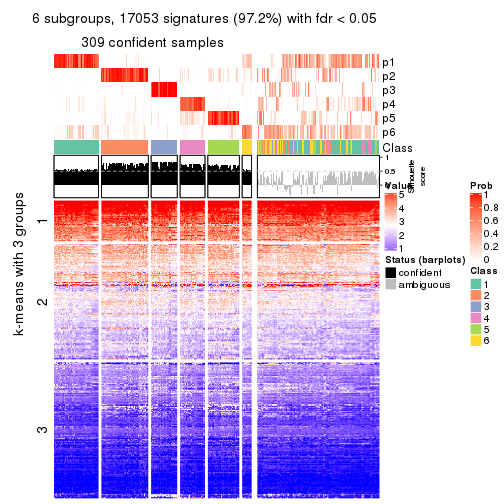 6 subgroups, 17053 signatures (97.2%) with fdr < 0.05
309 confident samples
p1
p2
p3
p4
p5
p6
Class
1
0.5
0
Silhouette
score
k-means with 3 groups
1
2
3
Value
5
4
3
2
1
Status (barplots)
confident
ambiguous
Prob
1
0.8
0.6
0.4
0.2
0
Class
1
2
3
4
5
6